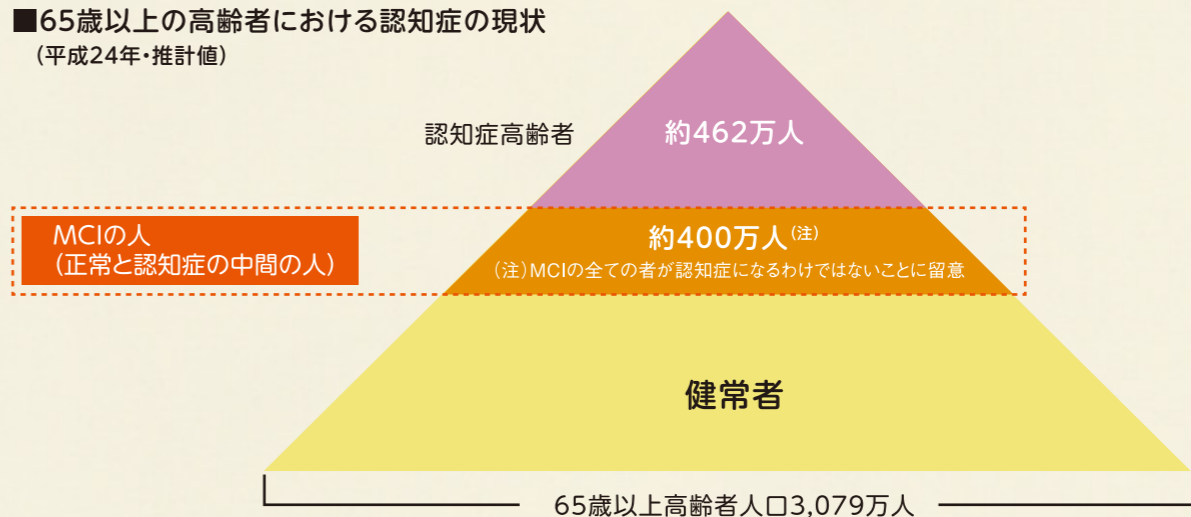 ■65歳以上の高齢者における認知症の現状
(平成24年・推計値)
認知症高齢者
約462万人
MCIの人
(正常と認知症の中間の人)
約400万人(注)
(注)MCIの全ての者が認知症になるわけではないことに留意
健常者
65歳以上高齢者人口3,079万人